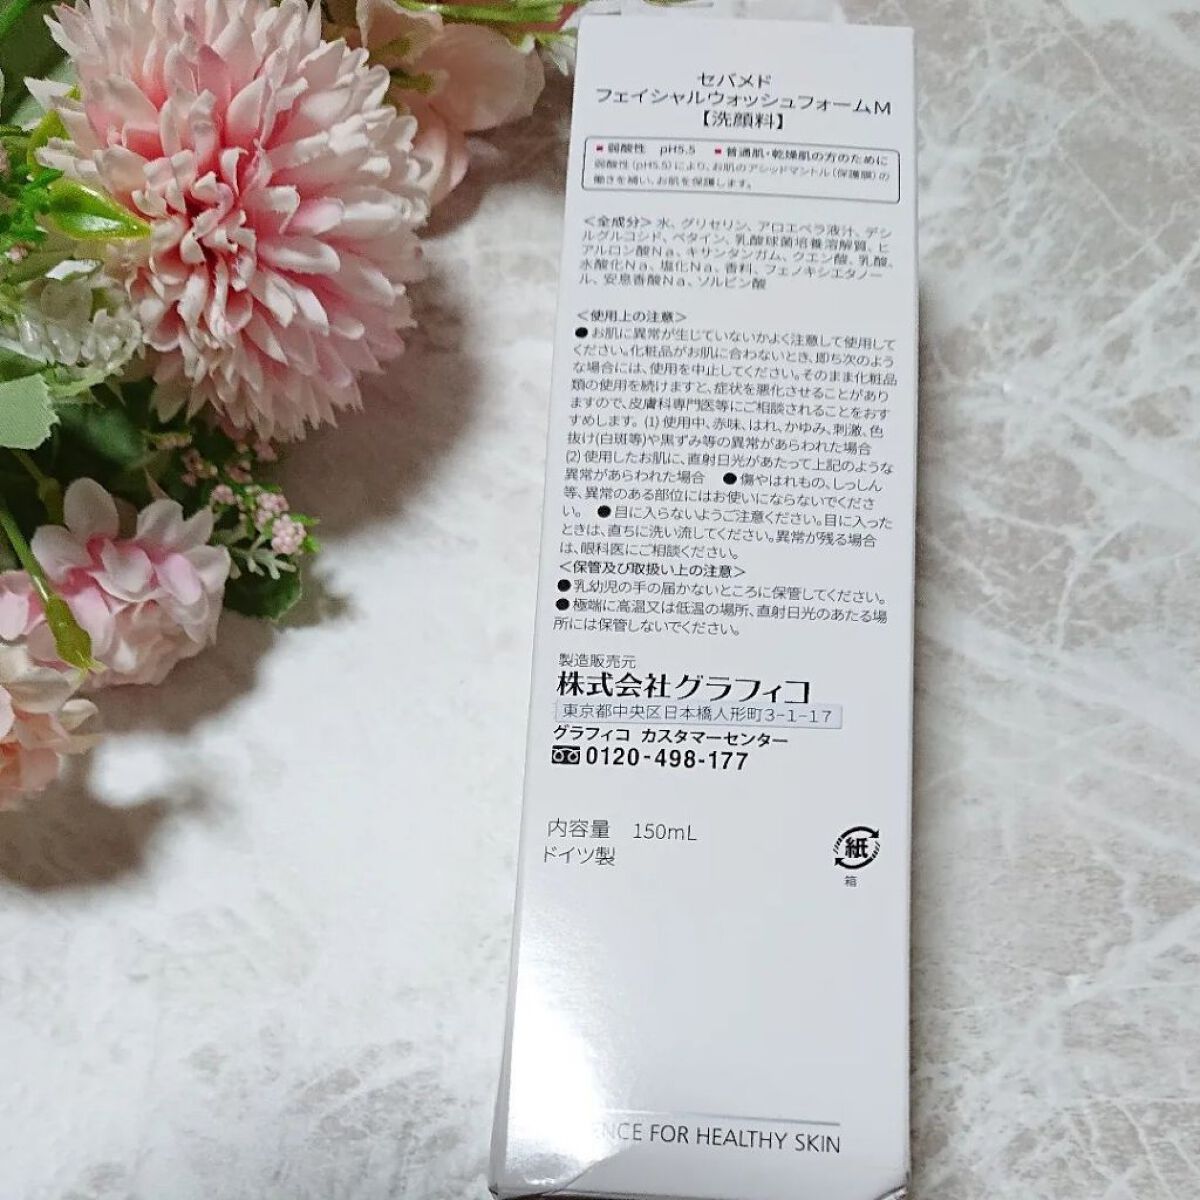 セバメド
フェイシャルウォッシュフォームM
【洗顔料】
■弱酸性 pH5.5 ■普通肌・乾燥肌の方のために
弱酸性(pH5.5)により、お肌のアシッドマントル(保護膜)の
働きを補い、お肌を保護します。
<全成分>水、グリセリン、アロエベラ液汁、デシ
ルグルコシド、ベタイン、乳酸球菌培養溶解質、ヒ
アルロン酸Na、キサンタンガム、クエン酸、乳酸、
水酸化Na、塩化Na、香料、フェノキシエタノー
ル、安息香酸Na、ソルビン酸
<使用上の注意>
●お肌に異常が生じていないかよく注意して使用して
ください。化粧品がお肌に合わないとき、即ち次のよう
な場合には、使用を中止してください。そのまま化粧品
類の使用を続けますと、症状を悪化させることがあり
ますので、皮膚科専門医等にご相談されることをおす
すめします。(1)使用中、赤味、はれ、かゆみ、刺激、色
抜け(白斑等)や黒ずみ等の異常があらわれた場合
(2)使用したお肌に、直射日光があたって上記のような
異常があらわれた場合 ●傷やはれもの、しっしん
等、異常のある部位にはお使いにならないでくださ
い。 ●目に入らないようご注意ください。目に入った
ときは、直ちに洗い流してください。異常が残る場合
は、眼科医にご相談ください。
<保管及び取扱い上の注意>
●乳幼児の手の届かないところに保管してください。
●極端に高温又は低温の場所、直射日光のあたる場
所には保管しないでください。
製造販売元
株式会社グラフィコ
東京都中央区日本橋人形町3-1-17
グラフィコ カスタマーセンター
0120-498-177
内容量 150mL
ドイツ製
紙
箱
FOR HEALTHY SKIN